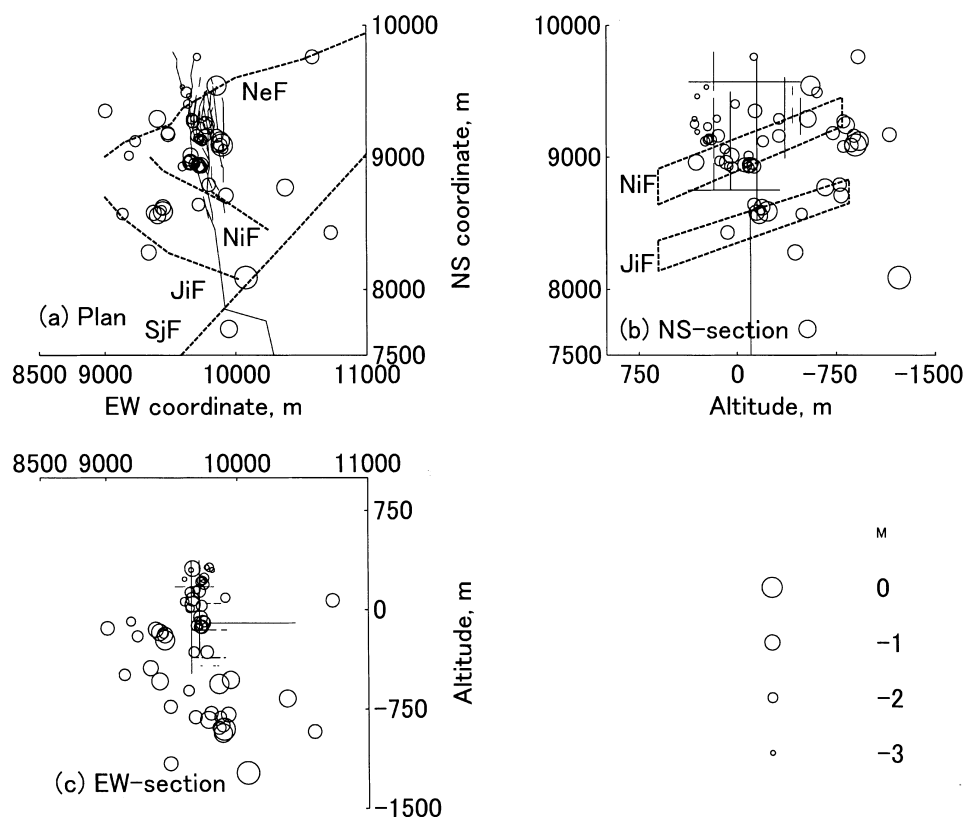 10000
9000
8000
7500
NS coordinate, m
NeF
NiF
JiF
SjF
(a) Plan
8500 9000 10000 11000
EW coordinate, m
10000
9000
8000
7500
NiF
JiF
(b) NS-section
750 0 -750 -1500
Altitude, m
8500 9000 10000 11000
750
0
-750
-1500
Altitude, m
(c) EW-section
M
0
-1
-2
-3